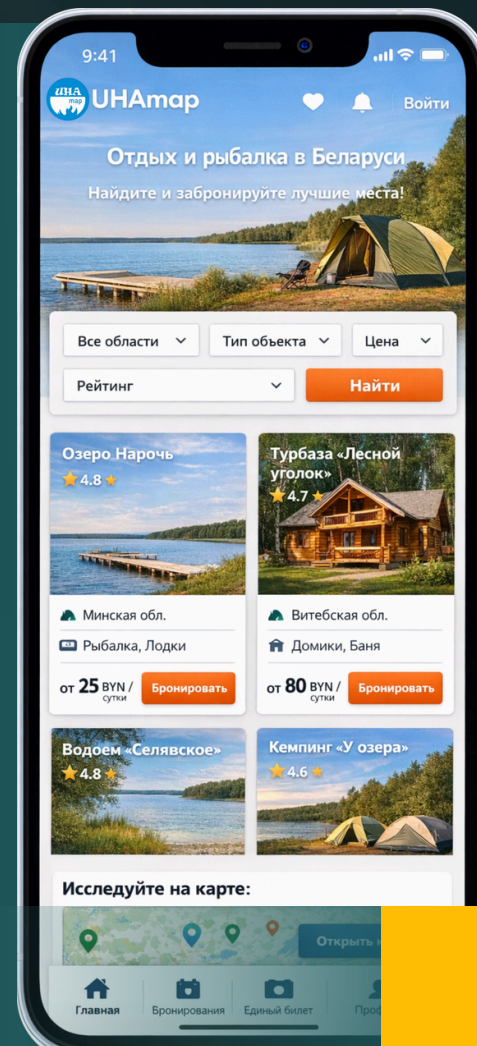 9:41
UHA
map
UHAmap
Войти
Отдых и рыбалка в Беларуси
Найдите и забронируйте лучшие места!
Все области
Тип объекта
Цена
Рейтинг
Найти
Озеро Нарочь
4.8
Турбаза «Лесной
уголок»
4.7
Минская обл.
Витебская обл.
Рыбалка, Лодки
Домики, Баня
от 25 BYN /
сутки
Бронировать
от 80 BYN /
сутки
Бронировать
Водоем «Селявское»
4.8
Кемпинг «У озера»
4.6
Исследуйте на карте:
Открыть
Главная
Бронирования
Единый билет